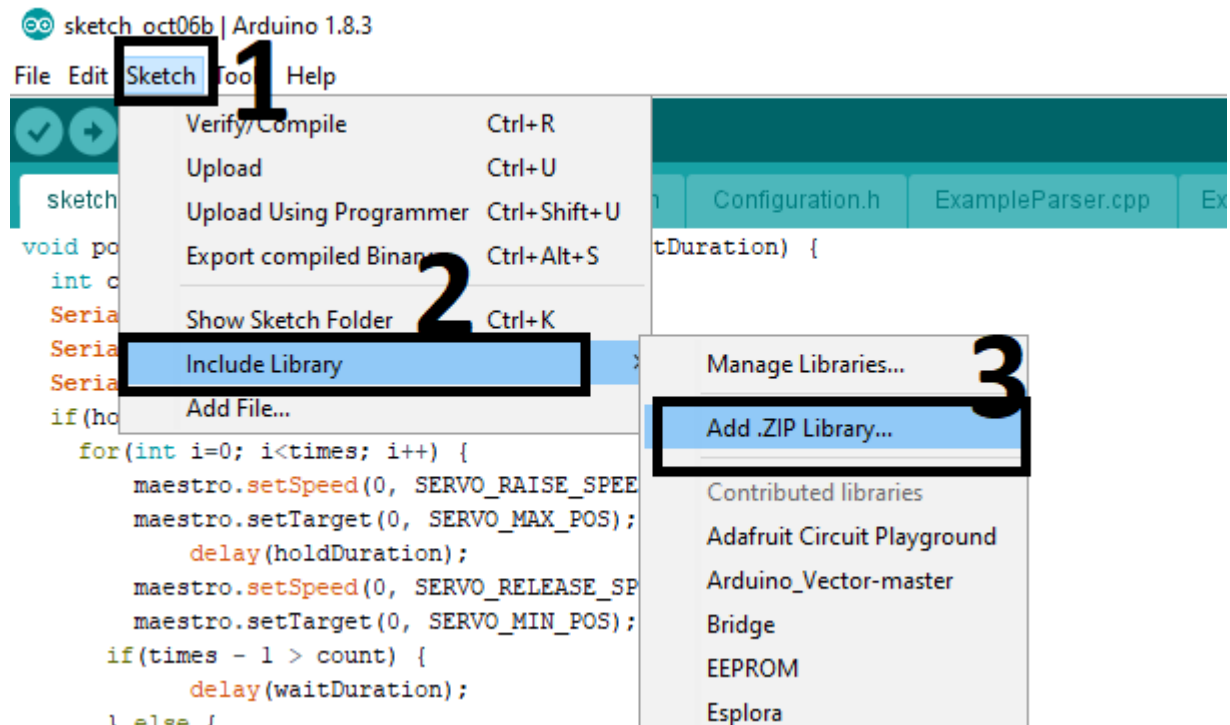 sketch_oct06b | Arduino 1.8.3
File Edit Sketch Tools Help
1
Verify/Compile Ctrl+R
Upload Ctrl+U
Upload Using Programmer Ctrl+Shift+U
Export compiled Binary Ctrl+Alt+S
2
Show Sketch Folder Ctrl+K
Include Library
Add File...
Manage Libraries...
3
Add .ZIP Library...
Contributed libraries
Adafruit Circuit Playground
Arduino_Vector-master
Bridge
EEPROM
Esplora
sketch Configuration.h ExampleParser.cpp Ex
void po tDuration) {
int c
Seria
Seria
Seria
if(ho
for(int i=0; i<times; i++) {
maestro.setSpeed(0, SERVO_RAISE_SPEE
maestro.setTarget(0, SERVO_MAX_POS);
delay(holdDuration);
maestro.setSpeed(0, SERVO_RELEASE_SP
maestro.setTarget(0, SERVO_MIN_POS);
if(times - 1 > count) {
delay(waitDuration);
} else {